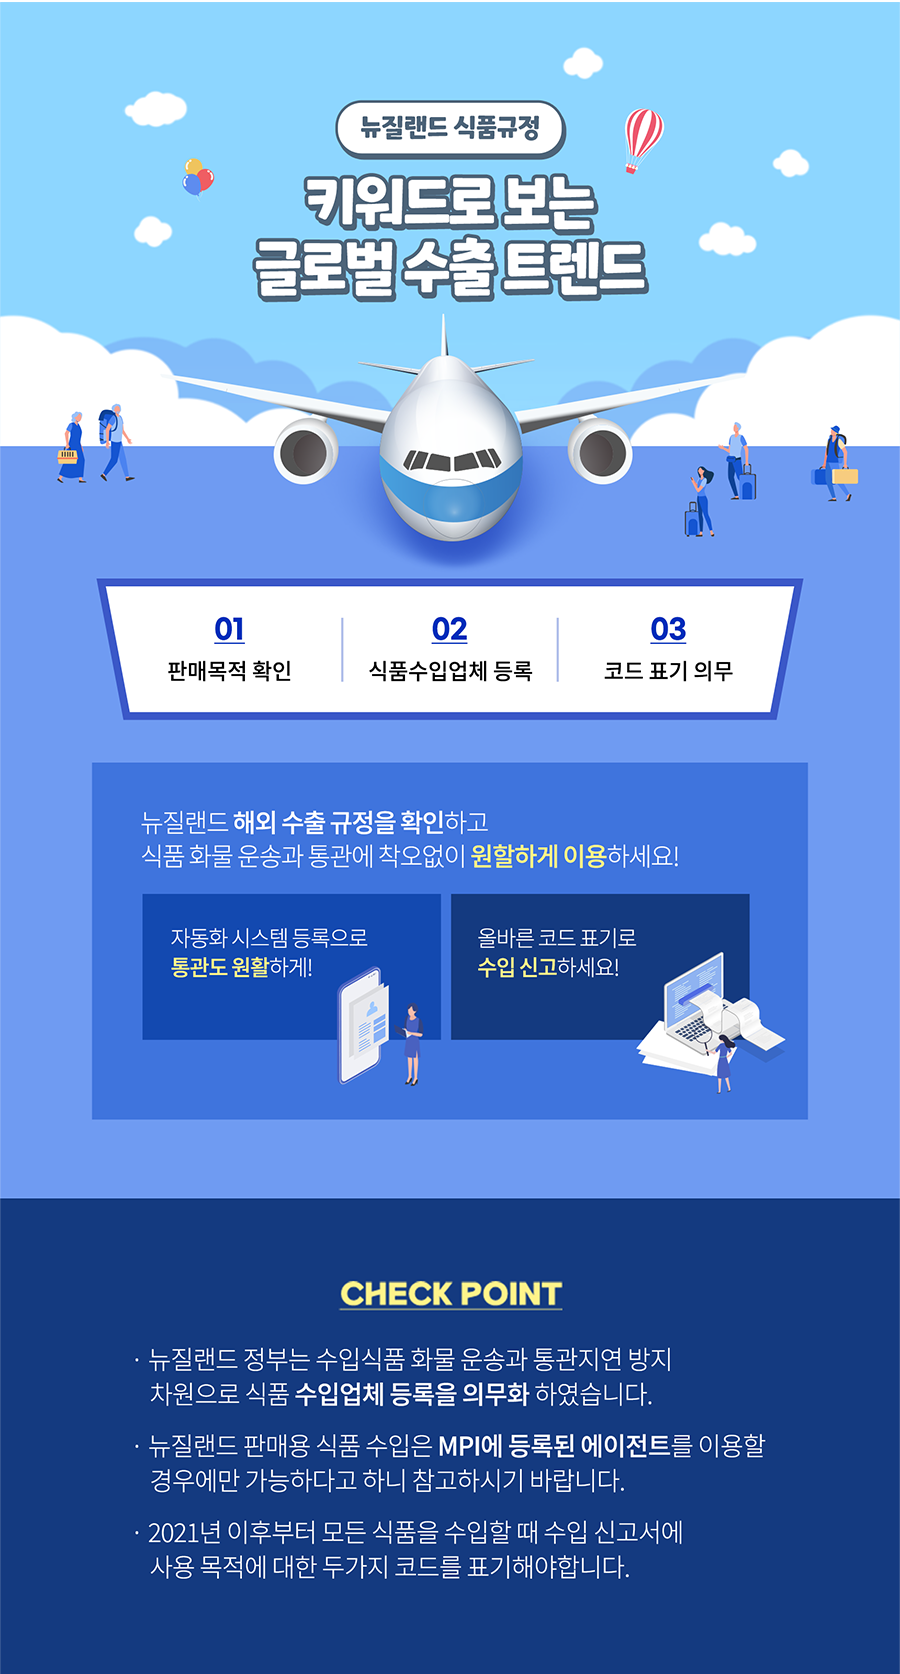 뉴질랜드 식품규정
키워드로 보는
글로벌 수출 트렌드
01
판매목적 확인
02
식품수입업체 등록
03
코드 표기 의무
뉴질랜드 해외 수출 규정을 확인하고
식품 화물 운송과 통관에 착오없이 원할하게 이용하세요!
자동화 시스템 등록으로
통관도 원활하게!
올바른 코드 표기로
수입 신고하세요!
CHECK POINT
· 뉴질랜드 정부는 수입식품 화물 운송과 통관지연 방지
차원으로 식품 수입업체 등록을 의무화 하였습니다.
· 뉴질랜드 판매용 식품 수입은 MPI에 등록된 에이전트를 이용할
경우에만 가능하다고 하니 참고하시기 바랍니다.
· 2021년 이후부터 모든 식품을 수입할 때 수입 신고서에
사용 목적에 대한 두가지 코드를 표기해야합니다.